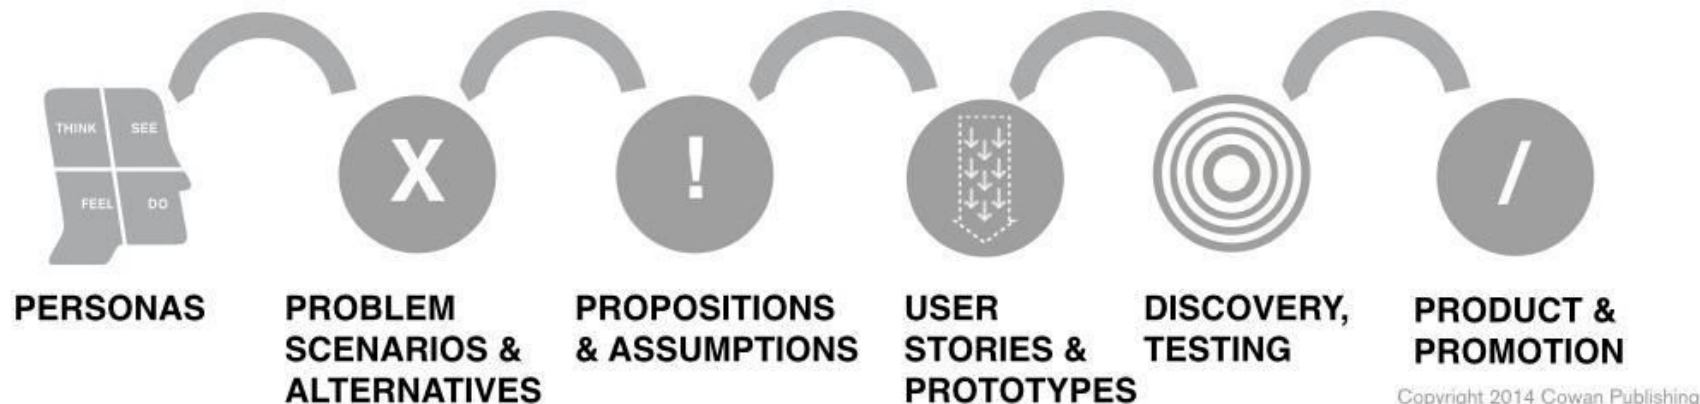 THINK SEE
FEEL DO
X
!
/
PERSONAS
PROBLEM
SCENARIOS &
ALTERNATIVES
PROPOSITIONS
& ASSUMPTIONS
USER
STORIES &
PROTOTYPES
DISCOVERY,
TESTING
PRODUCT &
PROMOTION
Copyright 2014 Cowan Publishing